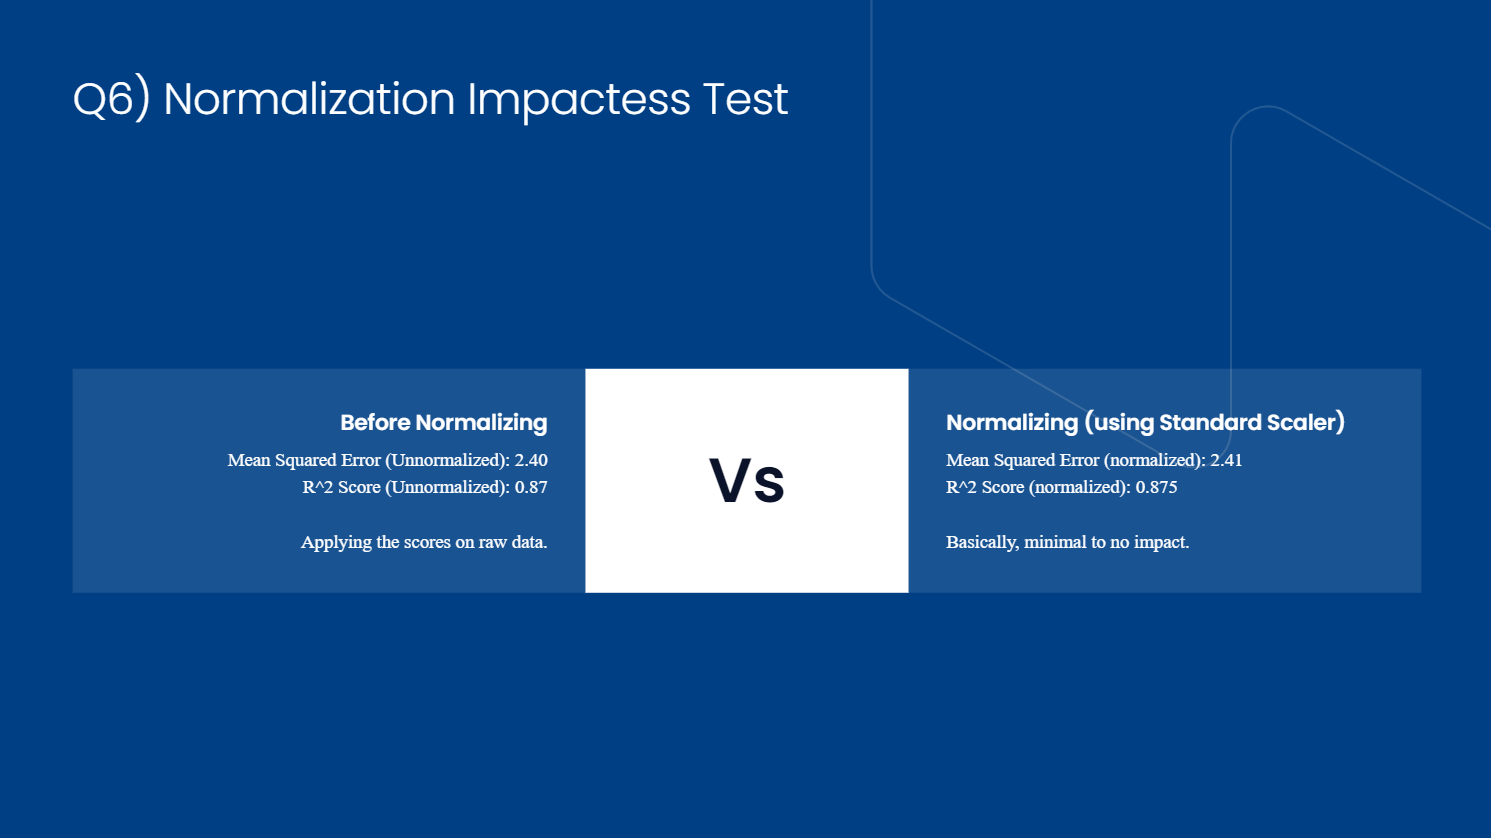 Q6) Normalization Impactess Test
Before Normalizing
Mean Squared Error (Unnormalized): 2.40
R^2 Score (Unnormalized): 0.87
Applying the scores on raw data.
Vs
Normalizing (using Standard Scaler)
Mean Squared Error (normalized): 2.41
R^2 Score (normalized): 0.875
Basically, minimal to no impact.